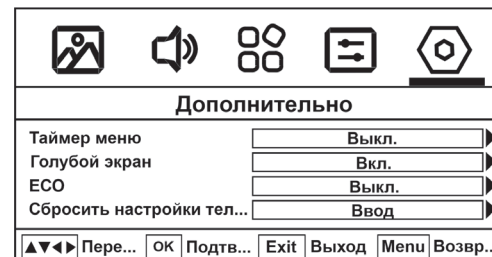 Дополнительно
Таймер меню Выкл.
Голубой экран Вкл.
ECO Выкл.
Сбросить настройки тел... Ввод
▲▼◀▶ Пере... OK Подтв... Exit Выход Menu Возвр...